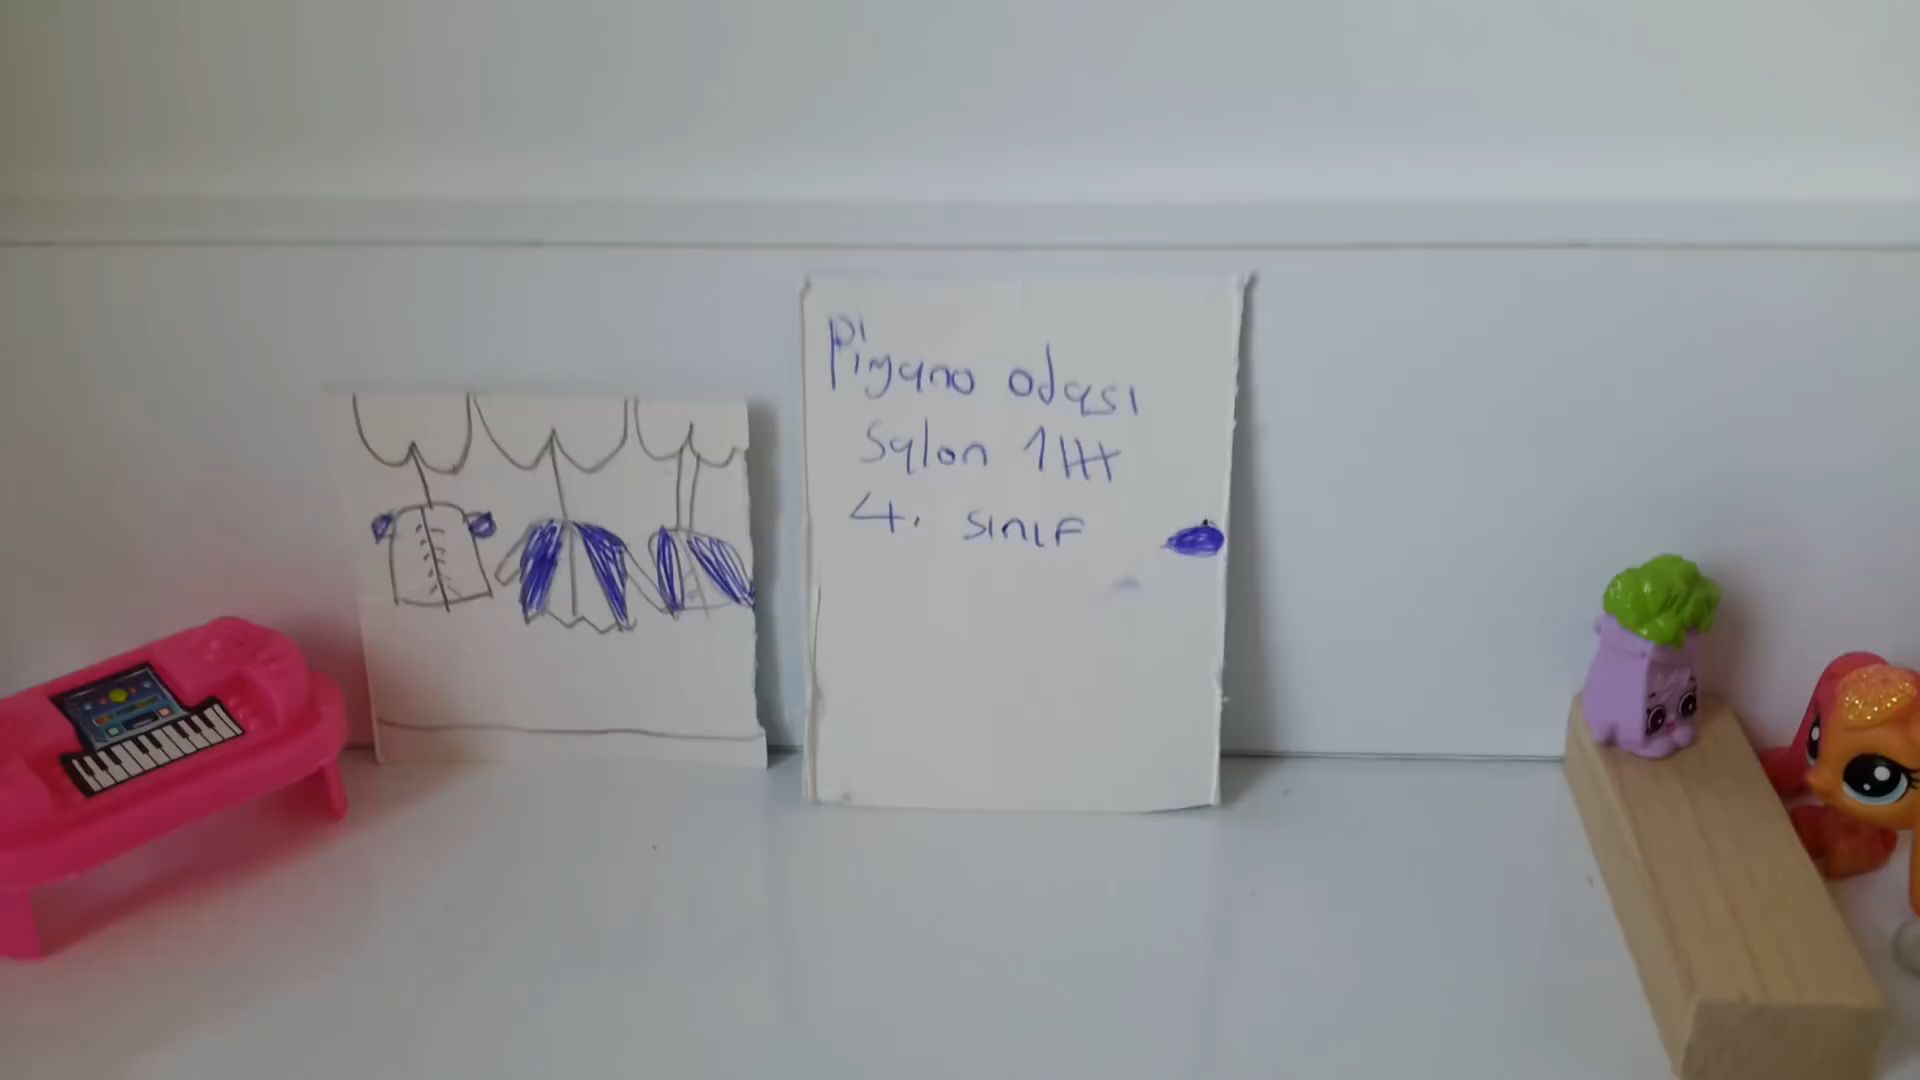 Piyano odası
Salon 1
4. sınıf